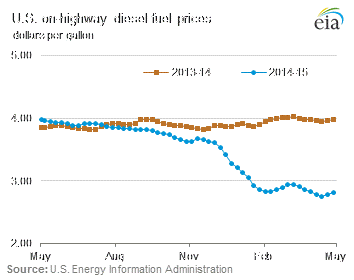 U.S. on-highway diesel fuel prices
dollars per gallon
eia
5.00
2013-14
2014-15
4.00
3.00
2.00
May
Aug
Nov
Feb
May
Source: U.S. Energy Information Administration